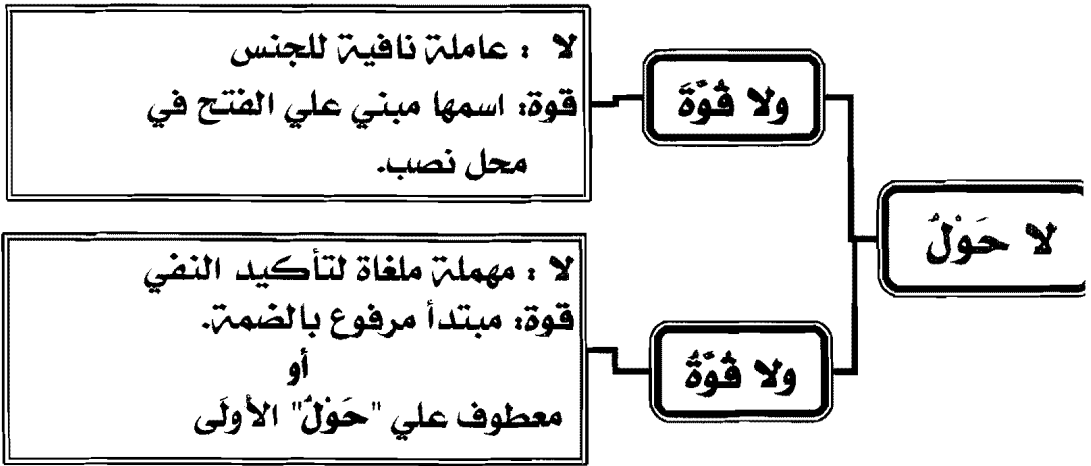 لا حَوْلُ
ولا قُوَّةَ
لا : عاملة نافية للجنس
قوة: اسمها مبني علي الفتح في
محل نصب.
ولا قُوَّةُ
لا : مهملة ملغاة لتأكيد النفي
قوة: مبتدأ مرفوع بالضمة.
أو
معطوف علي "حَوْلُ" الأولَى